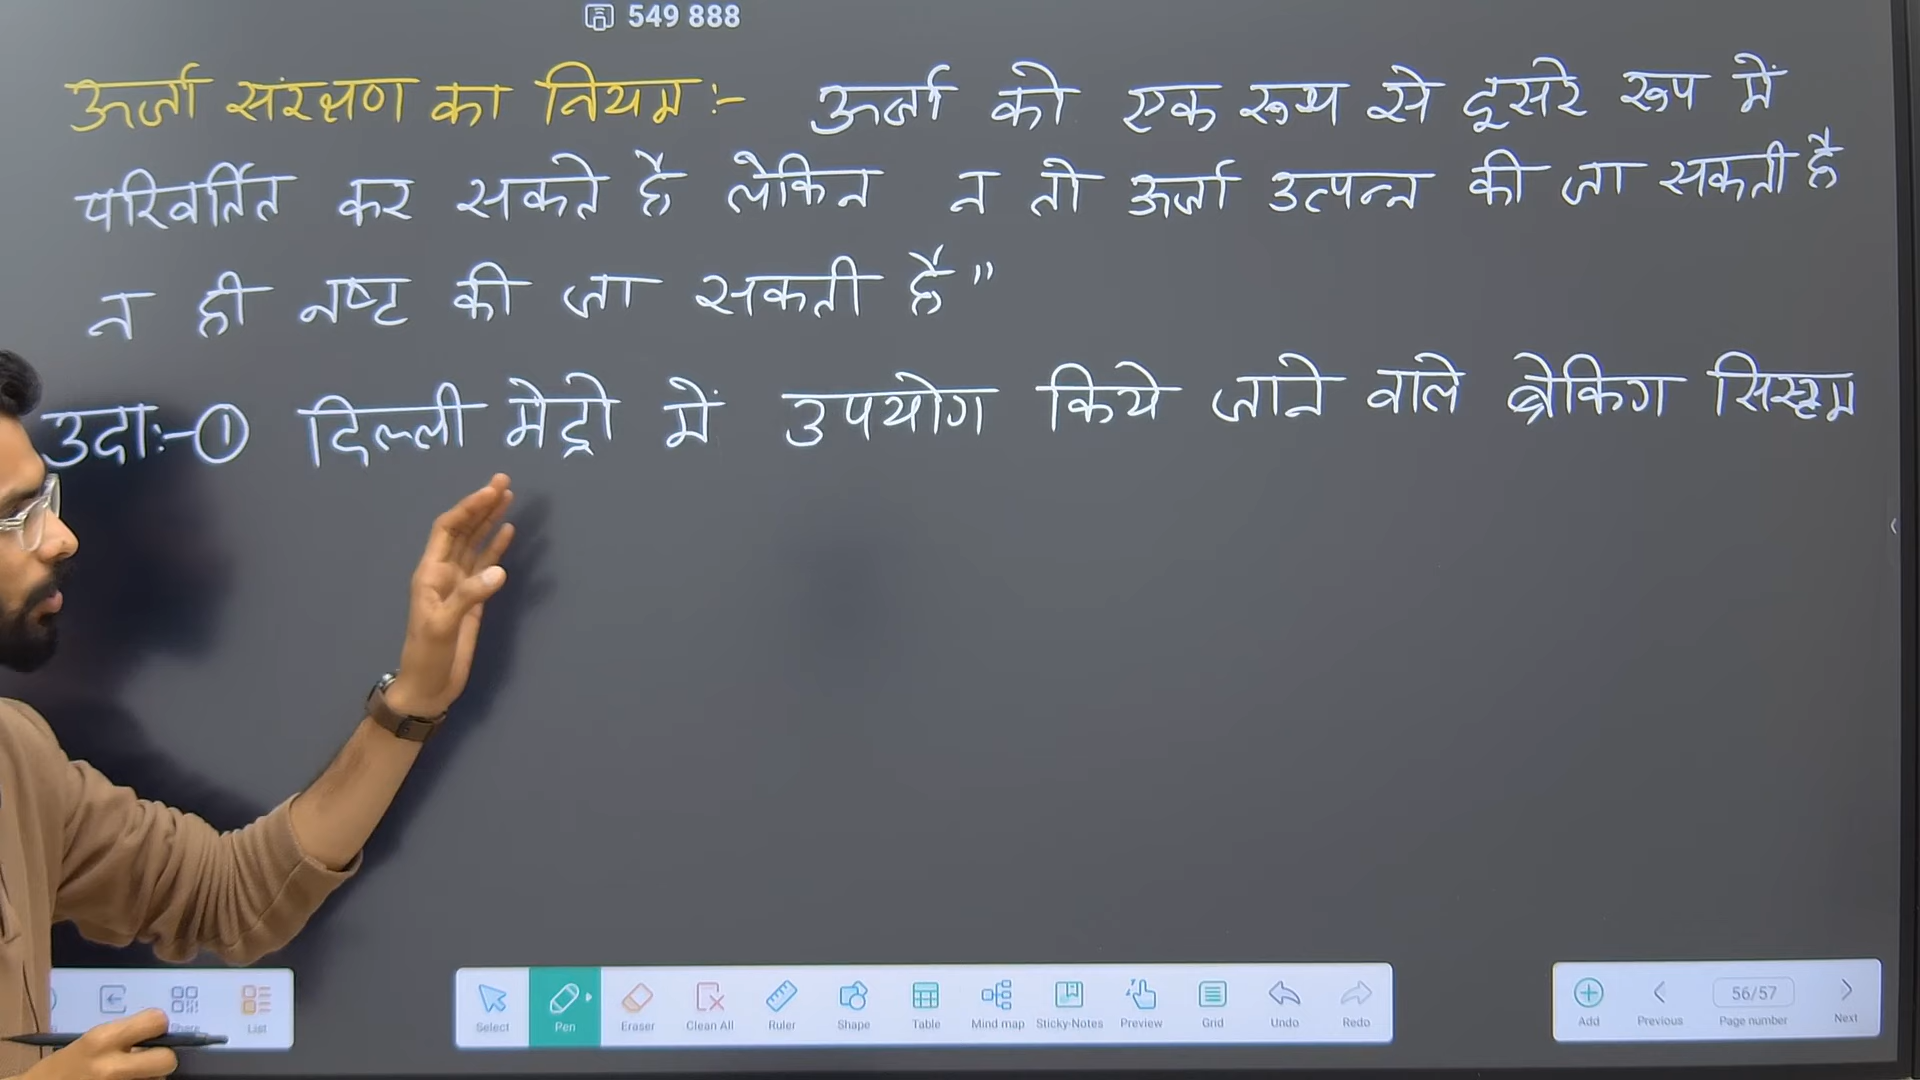 549 888
ऊर्जा संरक्षण का नियम :- ऊर्जा को एक रूप से दूसरे रूप में
परिवर्तित कर सकते है लेकिन न तो ऊर्जा उत्पन्न की जा सकती है
न ही नष्ट की जा सकती है"
उदाः-① दिल्ली मेट्रो में उपयोग किये जाने वाले ब्रेकिग सिस्टम
Share List
Select Pen Eraser Clean All Ruler Shape Table Mind map Sticky-Notes Preview Grid Undo Redo
56/57
Add Previous Page number Next